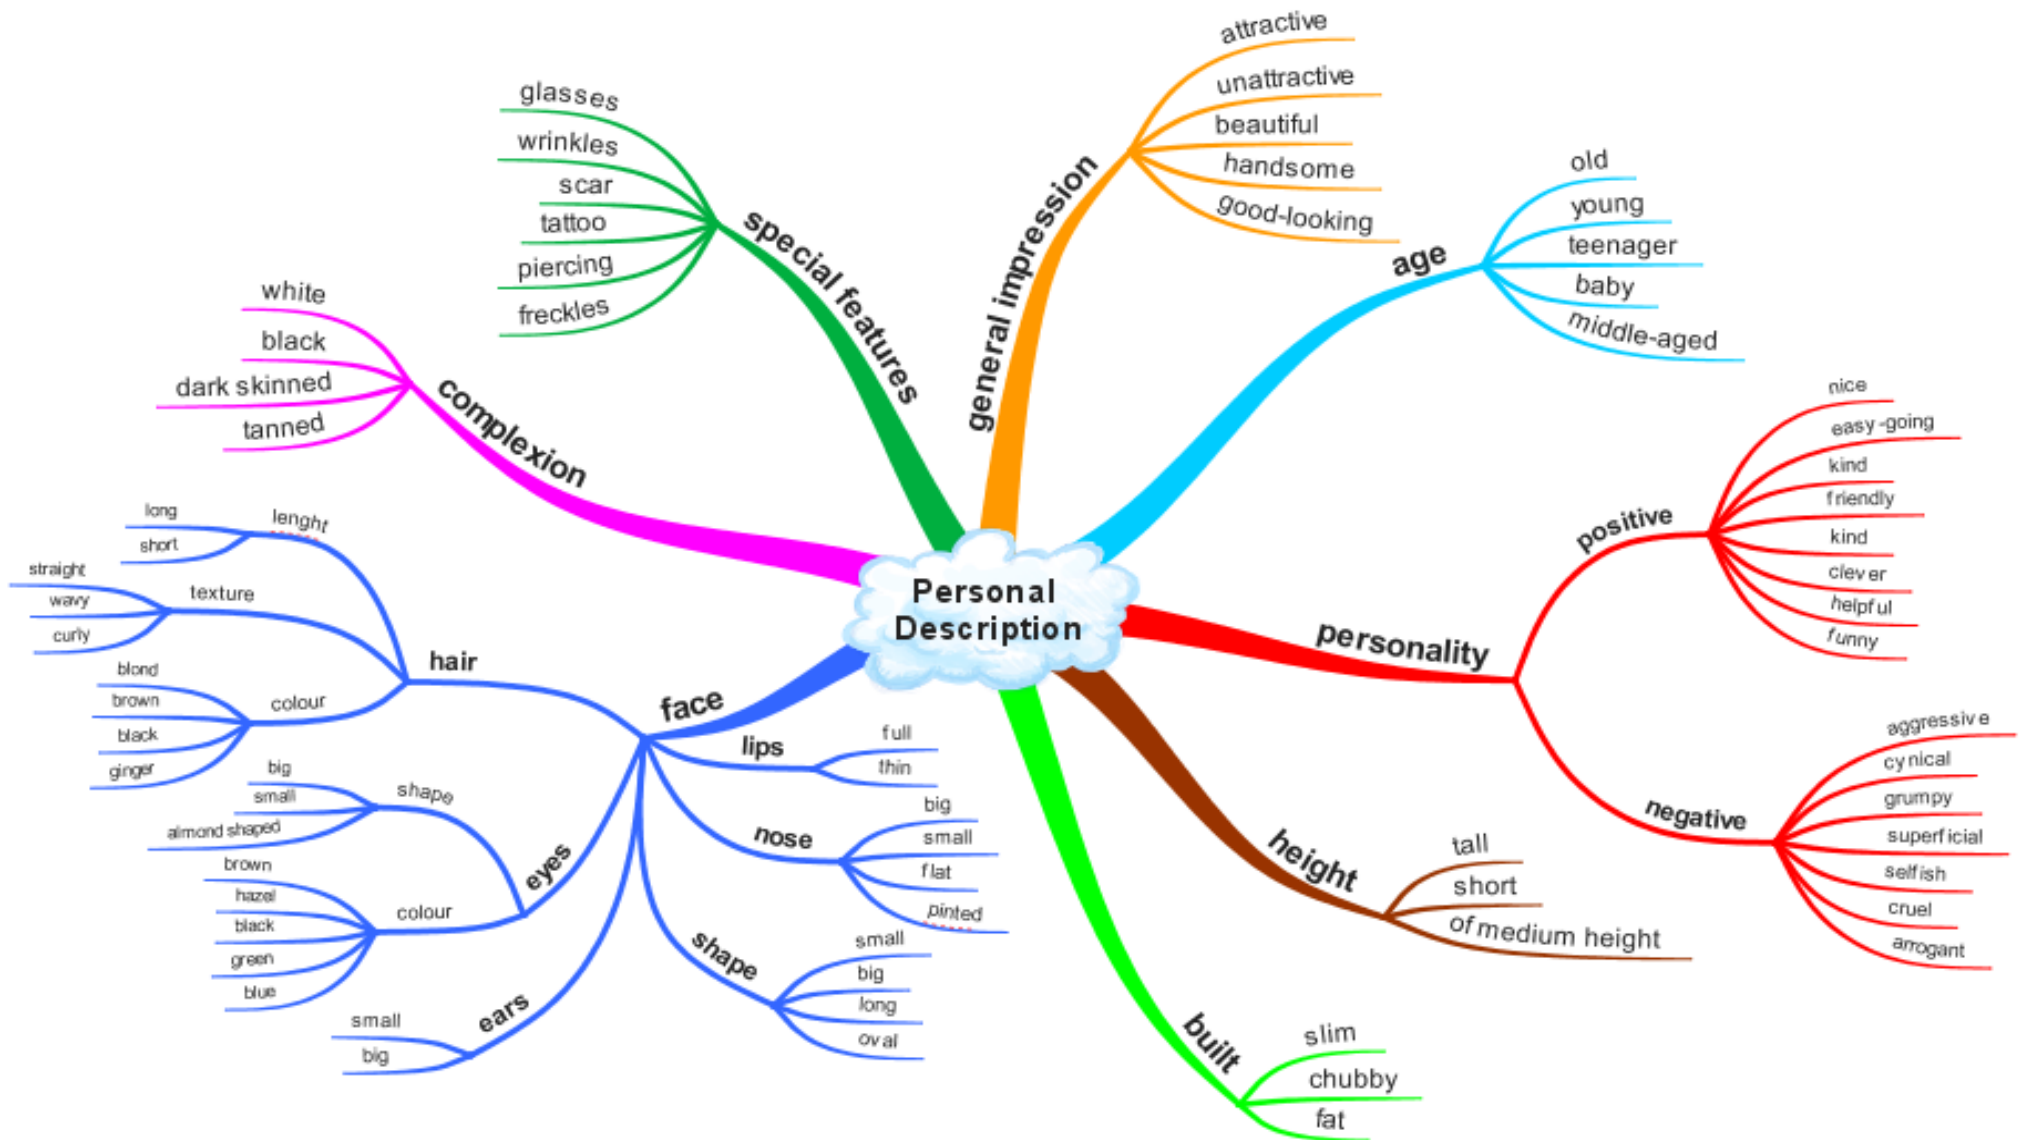 Personal
Description
general impression
attractive
unattractive
beautiful
handsome
good-looking
age
old
young
teenager
baby
middle-aged
personality
positive
nice
easy-going
kind
friendly
kind
clever
helpful
funny
negative
aggressive
cynical
grumpy
superficial
selfish
cruel
arrogant
height
tall
short
of medium height
built
slim
chubby
fat
face
lips
full
thin
nose
big
small
flat
pinted
shape
small
big
long
oval
ears
small
big
eyes
shape
big
small
almond shaped
colour
brown
hazel
black
green
blue
hair
lenght
long
short
texture
straight
wavy
curly
colour
blond
brown
black
ginger
complexion
white
black
dark skinned
tanned
special features
glasses
wrinkles
scar
tattoo
piercing
freckles